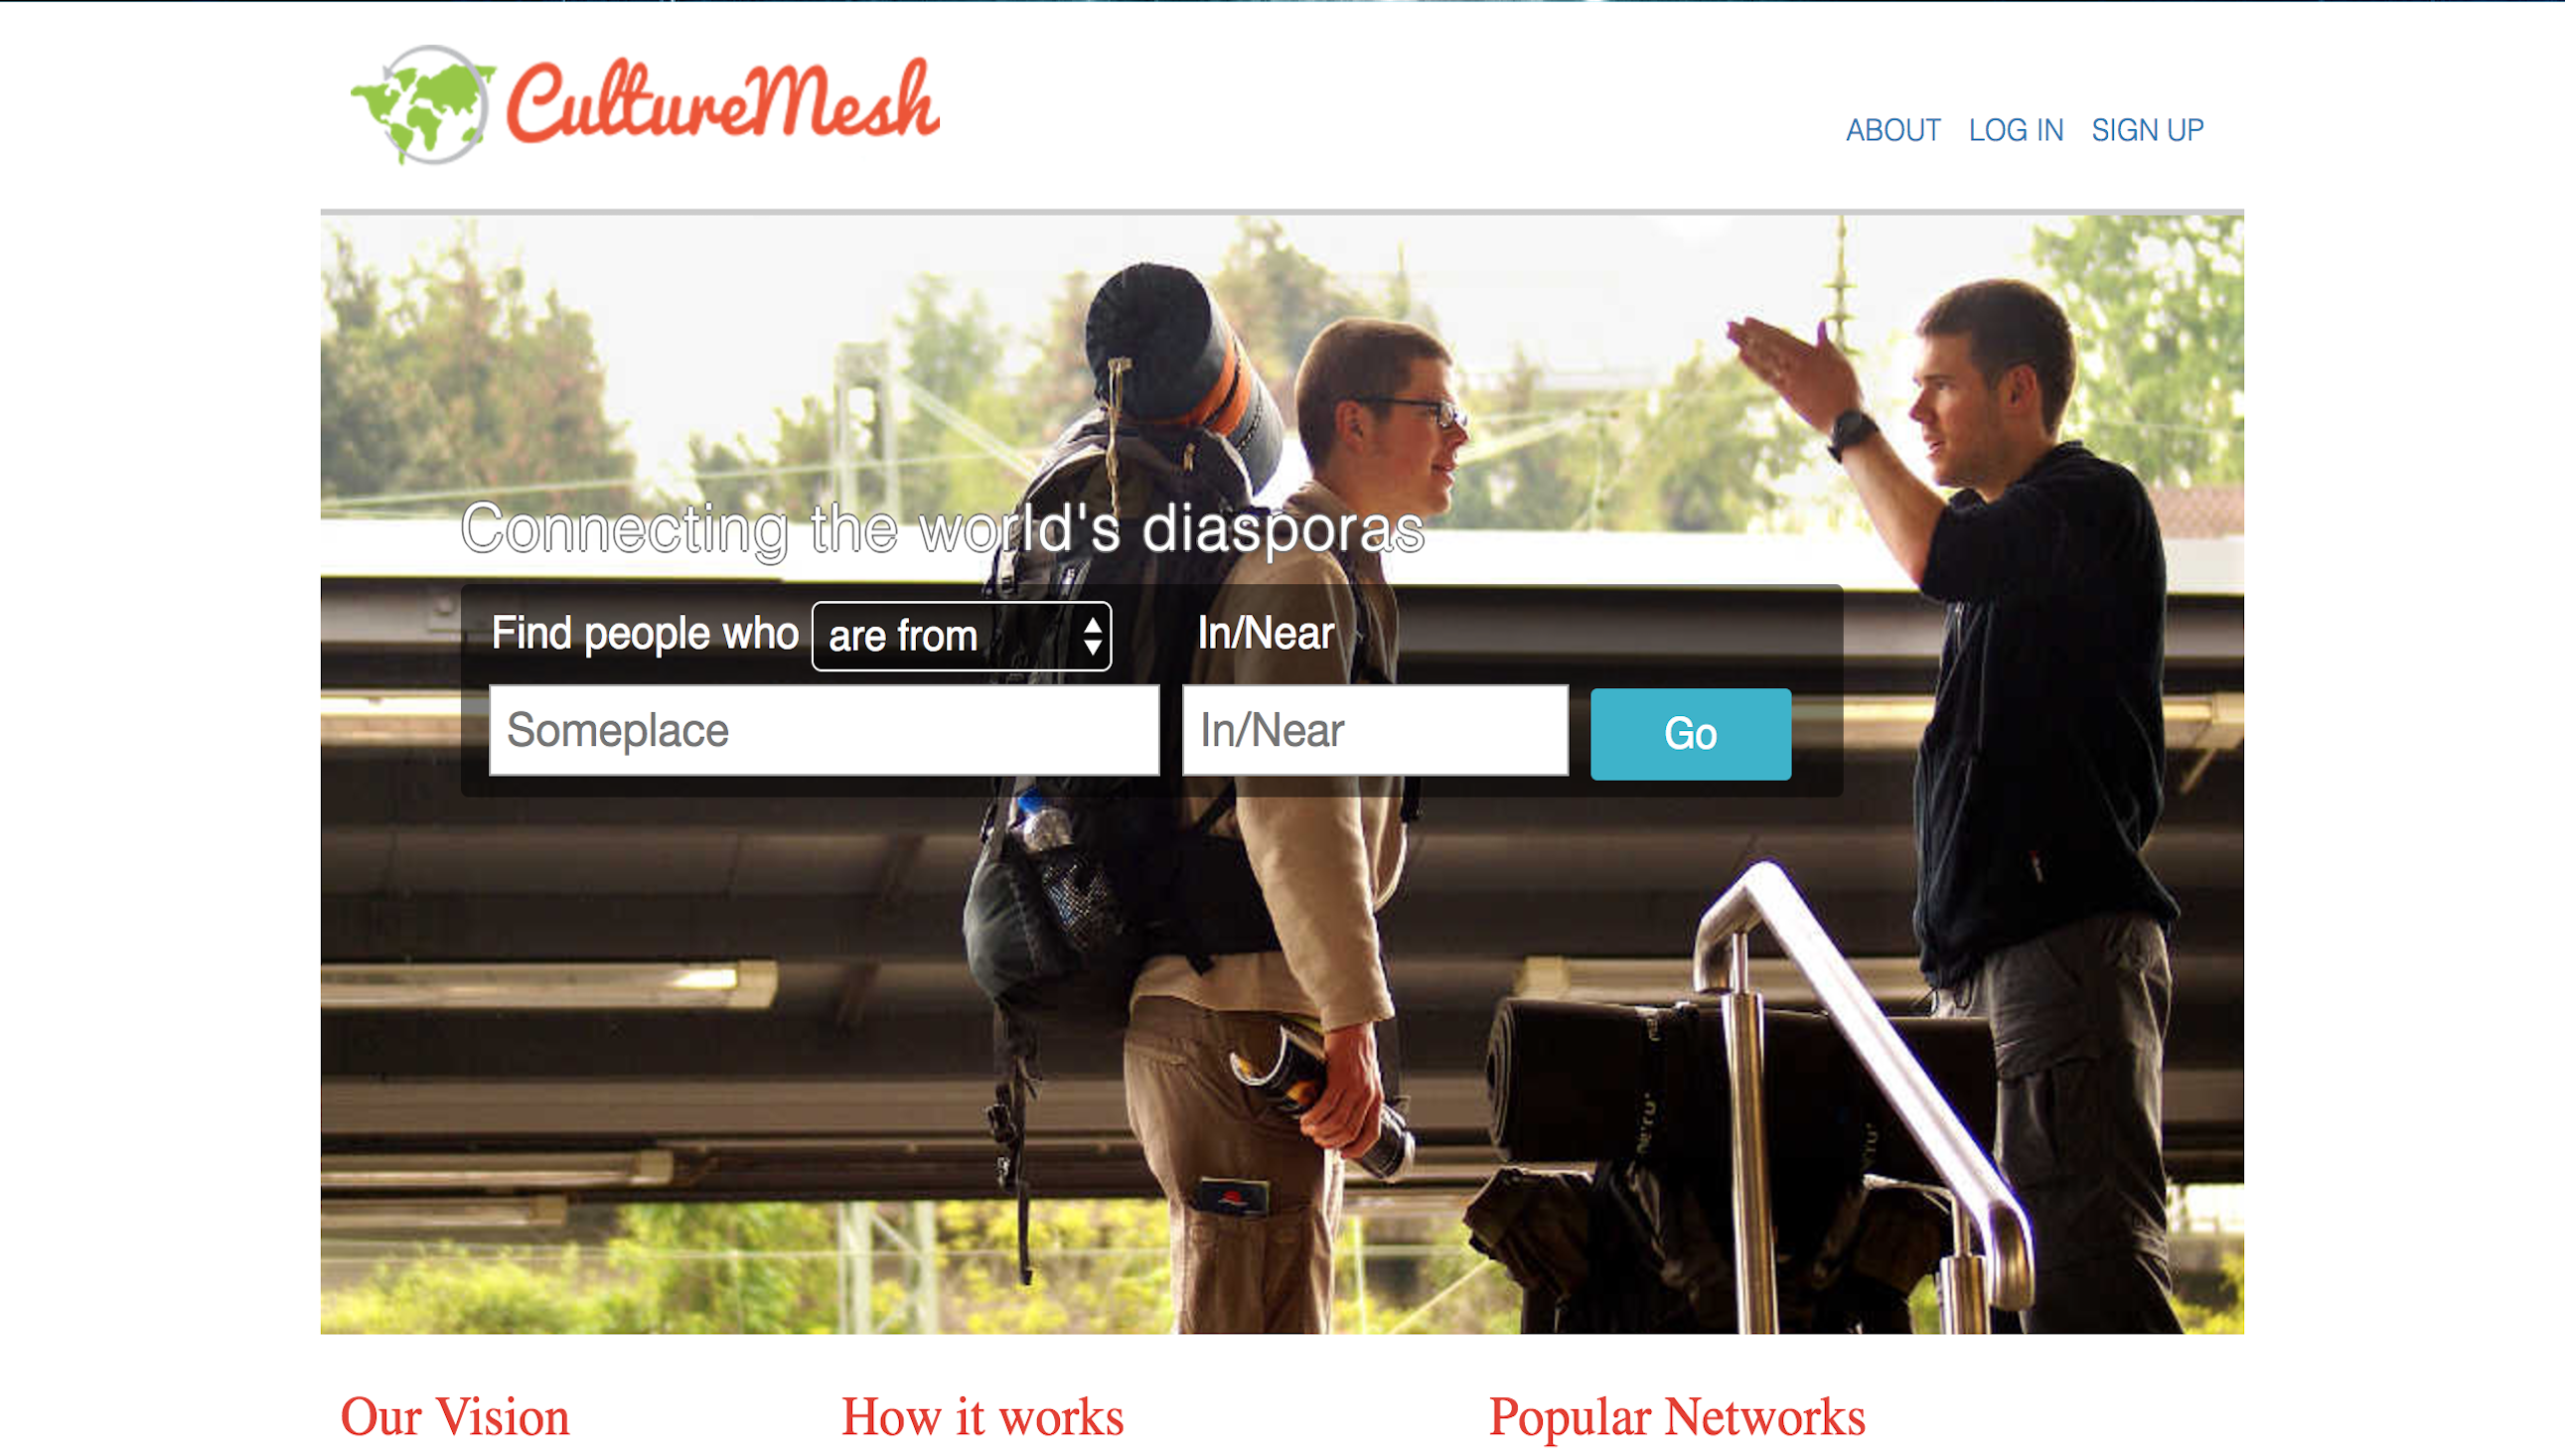 CultureMesh
ABOUT LOG IN SIGN UP
Connecting the world's diasporas
Find people who are from In/Near
Someplace In/Near Go
Our Vision How it works Popular Networks